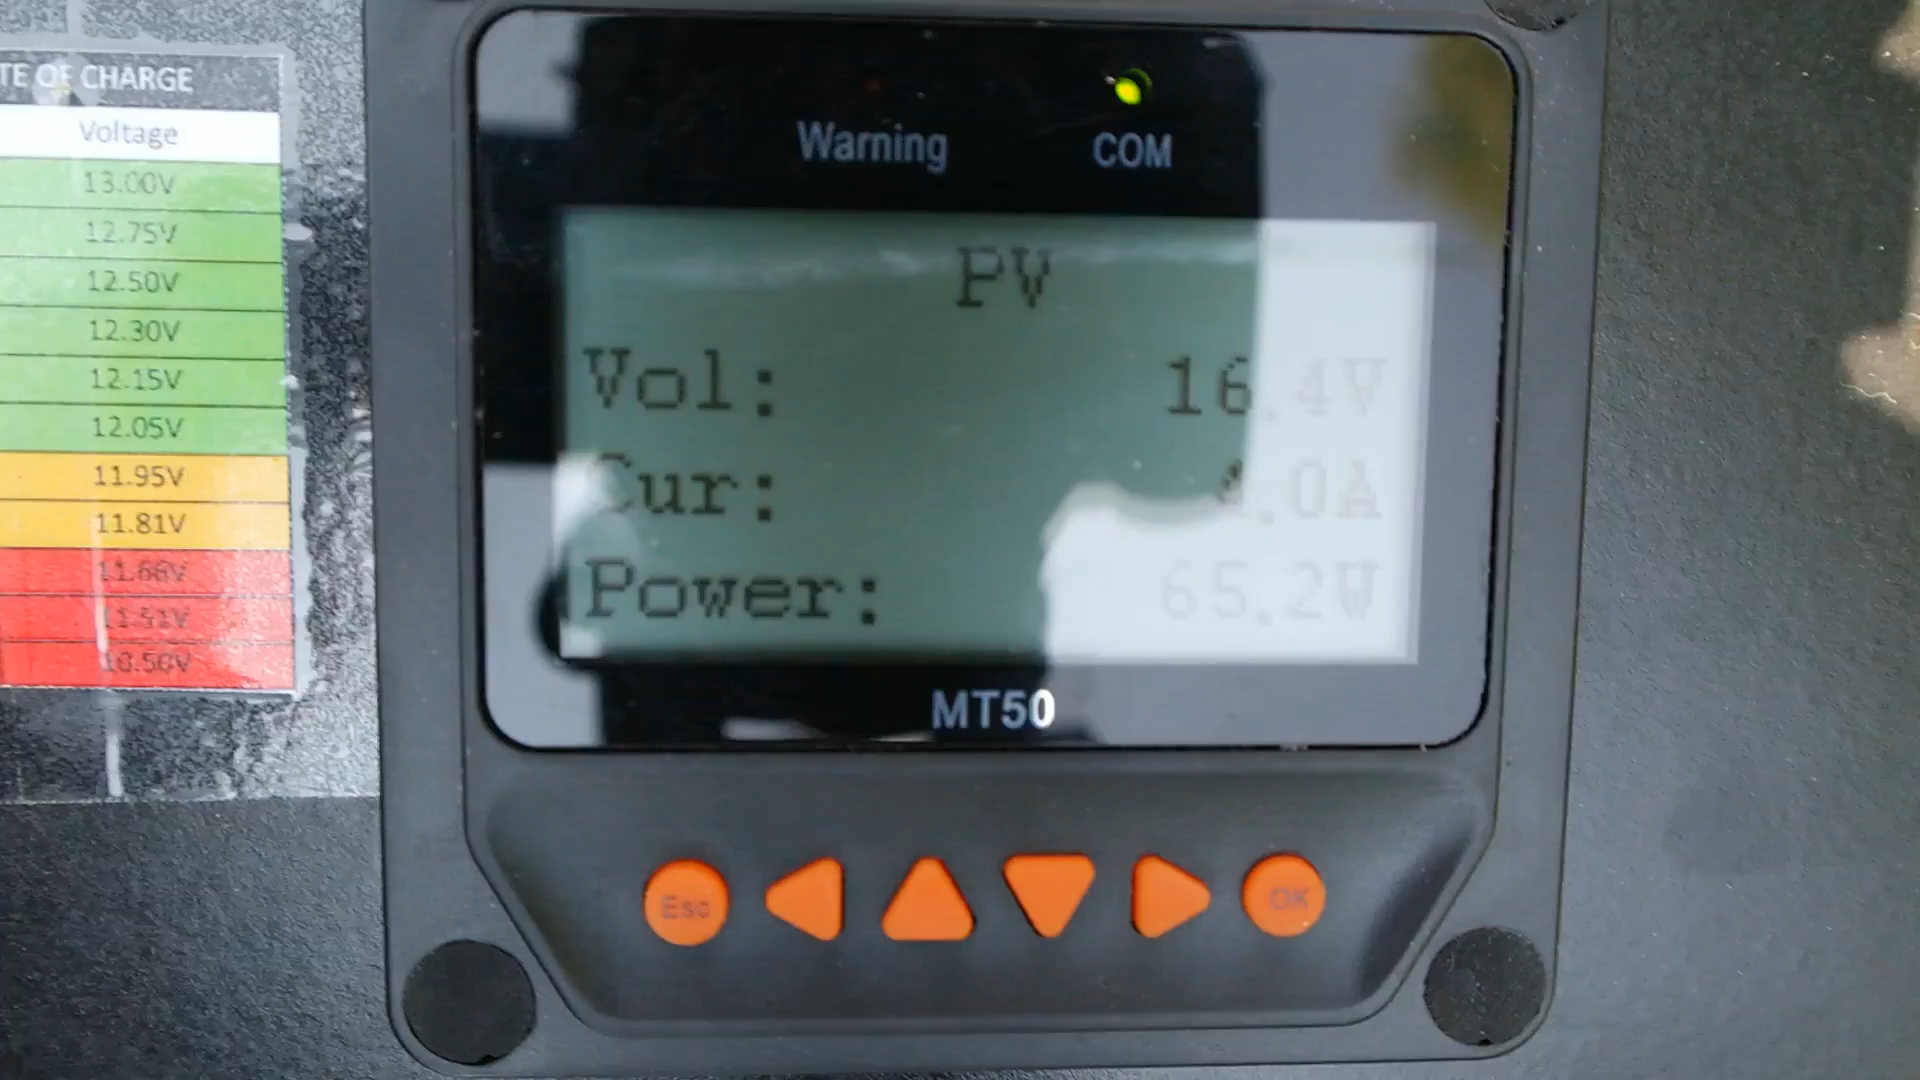 TE OF CHARGE
Voltage
13.00V
12.75V
12.50V
12.30V
12.15V
12.05V
11.95V
11.81V
11.66V
11.51V
10.50V
Warning
COM
PV
Vol: 16.4V
Cur: 4.0A
Power: 65.2W
MT50
Esc
OK